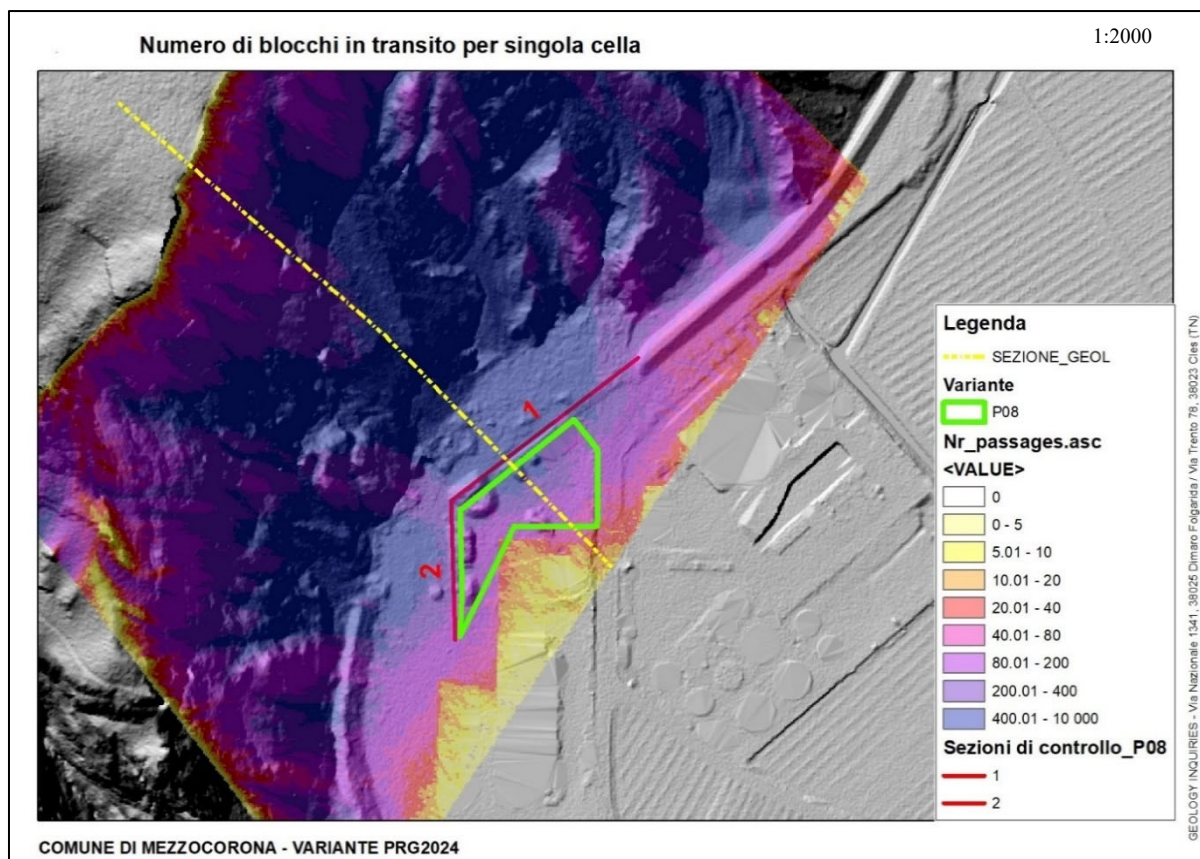 Numero di blocchi in transito per singola cella
1:2000
1
2
Legenda
SEZIONE_GEOL
Variante
P08
Nr_passages.asc
<VALUE>
0
0 - 5
5.01 - 10
10.01 - 20
20.01 - 40
40.01 - 80
80.01 - 200
200.01 - 400
400.01 - 10 000
Sezioni di controllo_P08
1
2
GEOLOGY INQUIRIES - Via Nazionale 1341, 38025 Dimaro Folgarida / Via Trento 78, 38023 Cles (TN)
COMUNE DI MEZZOCORONA - VARIANTE PRG2024